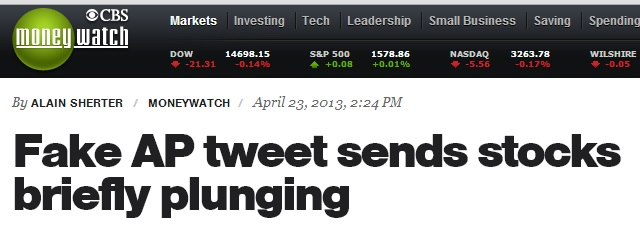 CBS
money watch
Markets Investing Tech Leadership Small Business Saving Spending
DOW 14698.15 S&P 500 1578.86 NASDAQ 3263.78 WILSHIRE
-21.31 -0.14% +0.08 +0.01% -5.56 -0.17% -0.05
By ALAIN SHERTER / MONEYWATCH / April 23, 2013, 2:24 PM
Fake AP tweet sends stocks
briefly plunging